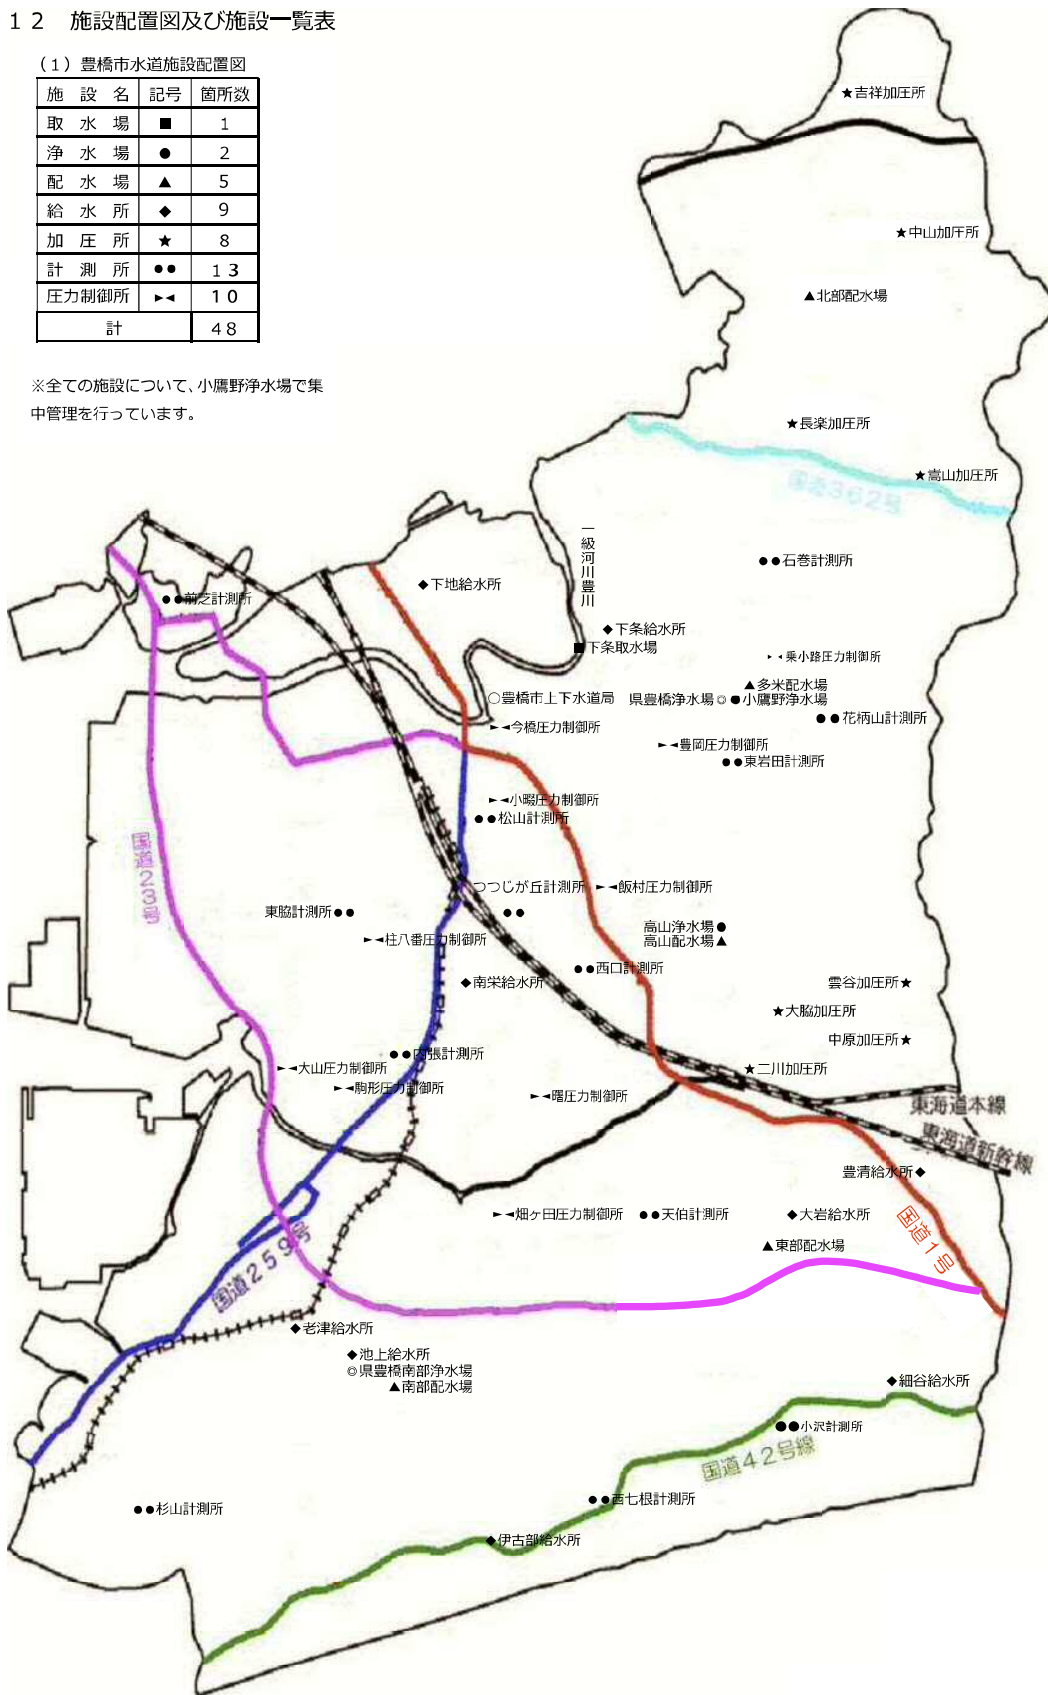 １２　施設配置図及び施設一覧表
（１）豊橋市水道施設配置図
施設名 記号 箇所数
取水場 ■ 1
浄水場 ● 2
配水場 ▲ 5
給水所 ◆ 9
加圧所 ★ 8
計測所 ●● 13
圧力制御所 ►◄ 10
計 48
※全ての施設について、小鷹野浄水場で集
中管理を行っています。
★吉祥加圧所
★中山加圧所
▲北部配水場
★長楽加圧所
★嵩山加圧所
国道362号
一級河川豊川
●●石巻計測所
◆下地給水所
●●前芝計測所
◆下条給水所
■下条取水場
►◄乗小路圧力制御所
▲多米配水場
○豊橋市上下水道局
県豊橋浄水場◎
●小鷹野浄水場
●●花柄山計測所
►◄今橋圧力制御所
►◄豊岡圧力制御所
●●東岩田計測所
►◄小畷圧力制御所
●●松山計測所
国道23号
つつじが丘計測所
●●
►◄飯村圧力制御所
東脇計測所●●
高山浄水場●
高山配水場▲
►◄柱八番圧力制御所
●●西口計測所
◆南栄給水所
雲谷加圧所★
★大脇加圧所
中原加圧所★
●●内張計測所
►◄大山圧力制御所
★二川加圧所
►◄駒形圧力制御所
►◄曙圧力制御所
東海道本線
東海道新幹線
豊清給水所◆
►◄畑ヶ田圧力制御所
●●天伯計測所
◆大岩給水所
国道1号
▲東部配水場
国道259号
◆老津給水所
◆池上給水所
◎県豊橋南部浄水場
▲南部配水場
◆細谷給水所
●●小沢計測所
国道42号線
●●西七根計測所
●●杉山計測所
◆伊古部給水所